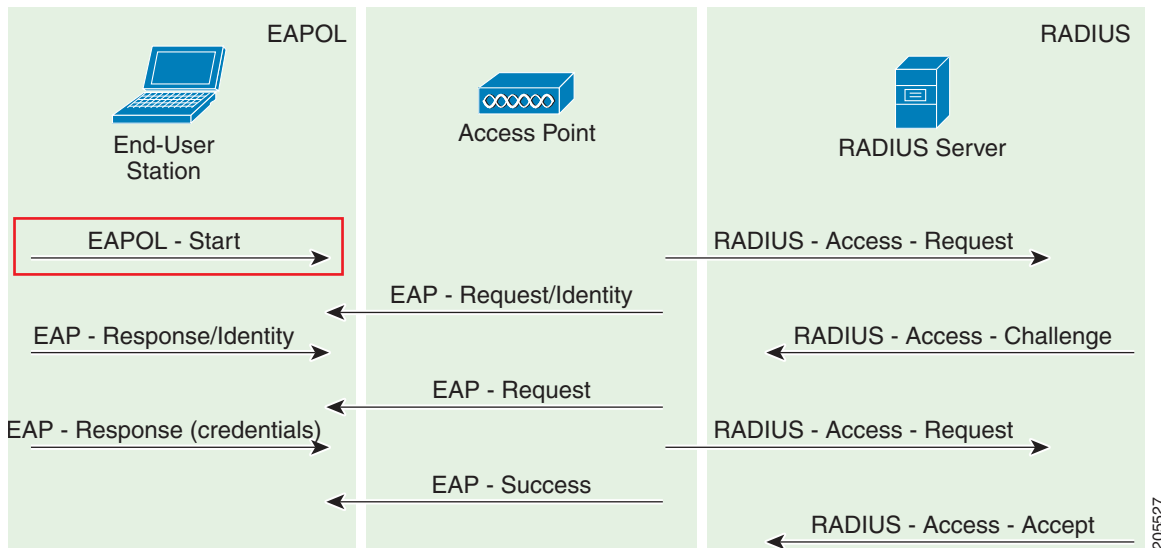 EAPOL
RADIUS
End-User
Station
Access Point
RADIUS Server
EAPOL - Start
RADIUS - Access - Request
EAP - Request/Identity
EAP - Response/Identity
RADIUS - Access - Challenge
EAP - Request
EAP - Response (credentials)
RADIUS - Access - Request
EAP - Success
RADIUS - Access - Accept
205527